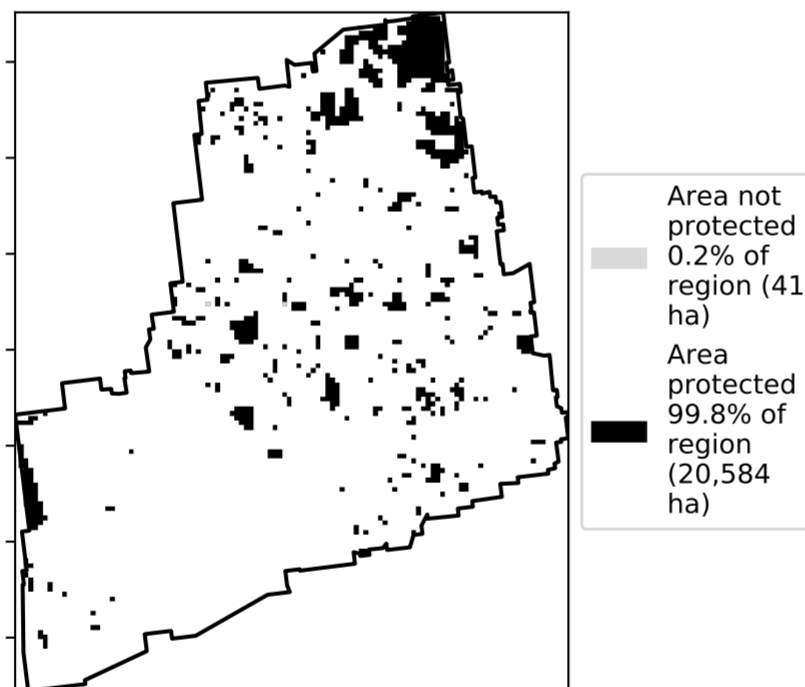 Area not
protected
0.2% of
region (41
ha)
Area
protected
99.8% of
region
(20,584
ha)